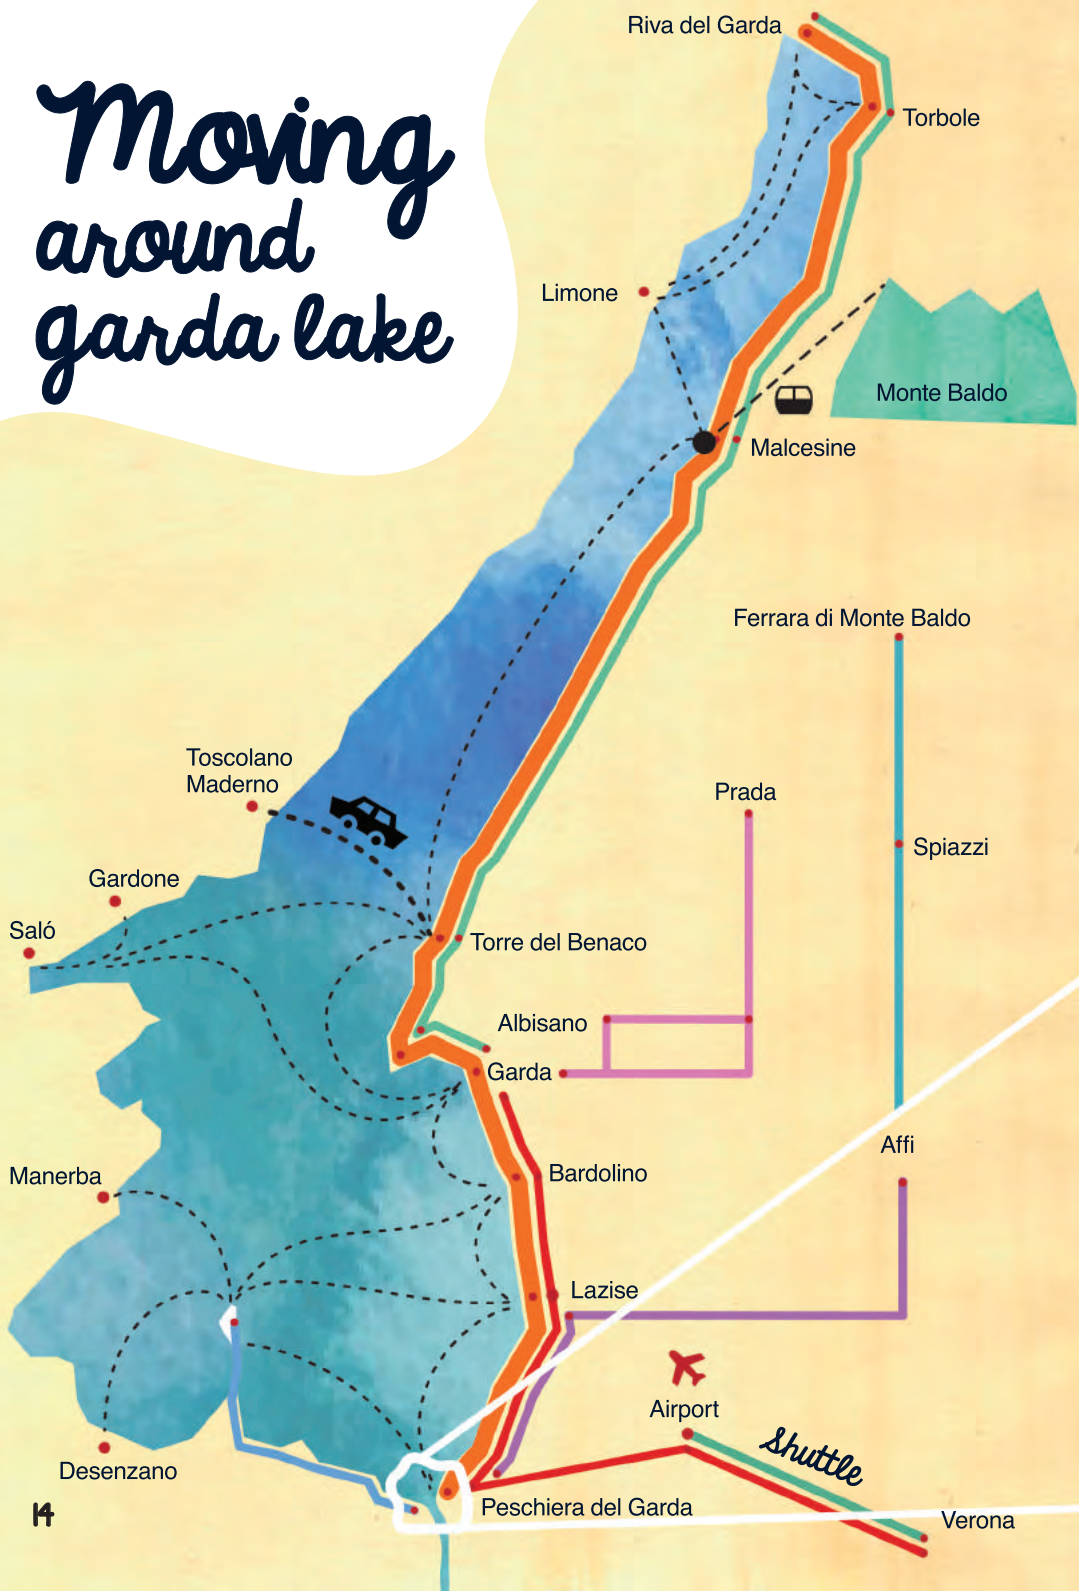 Moving
around
garda lake
Riva del Garda
Torbole
Limone
Monte Baldo
Malcesine
Ferrara di Monte Baldo
Toscolano
Maderno
Prada
Spiazzi
Gardone
Saló
Torre del Benaco
Albisano
Garda
Affi
Manerba
Bardolino
Lazise
Airport
Shuttle
Desenzano
Peschiera del Garda
Verona
14